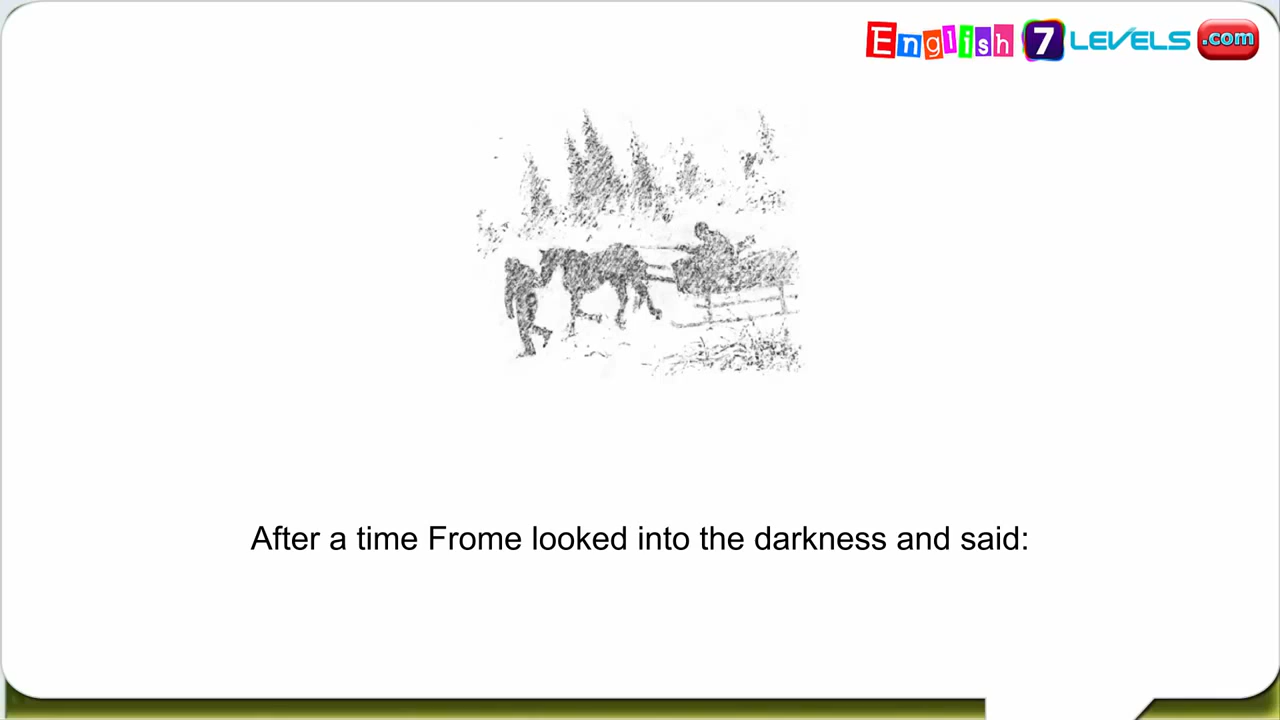 English 7 LEVELS .com
After a time Frome looked into the darkness and said: